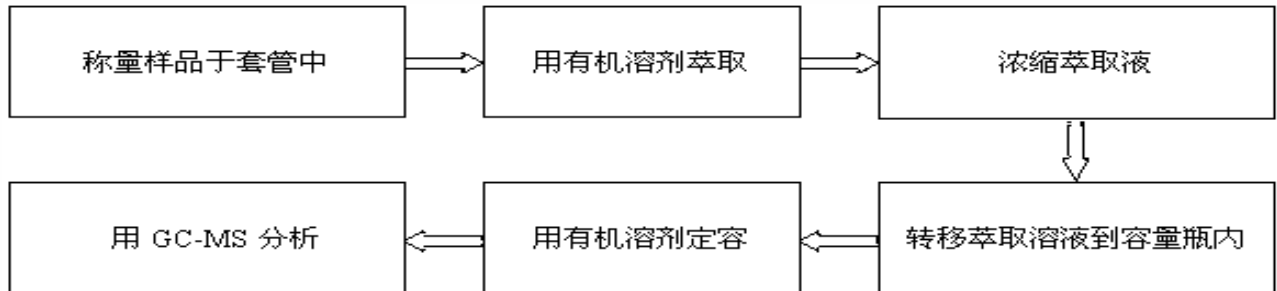 称量样品于套管中
用有机溶剂萃取
浓缩萃取液
转移萃取溶液到容量瓶内
用有机溶剂定容
用 GC-MS 分析